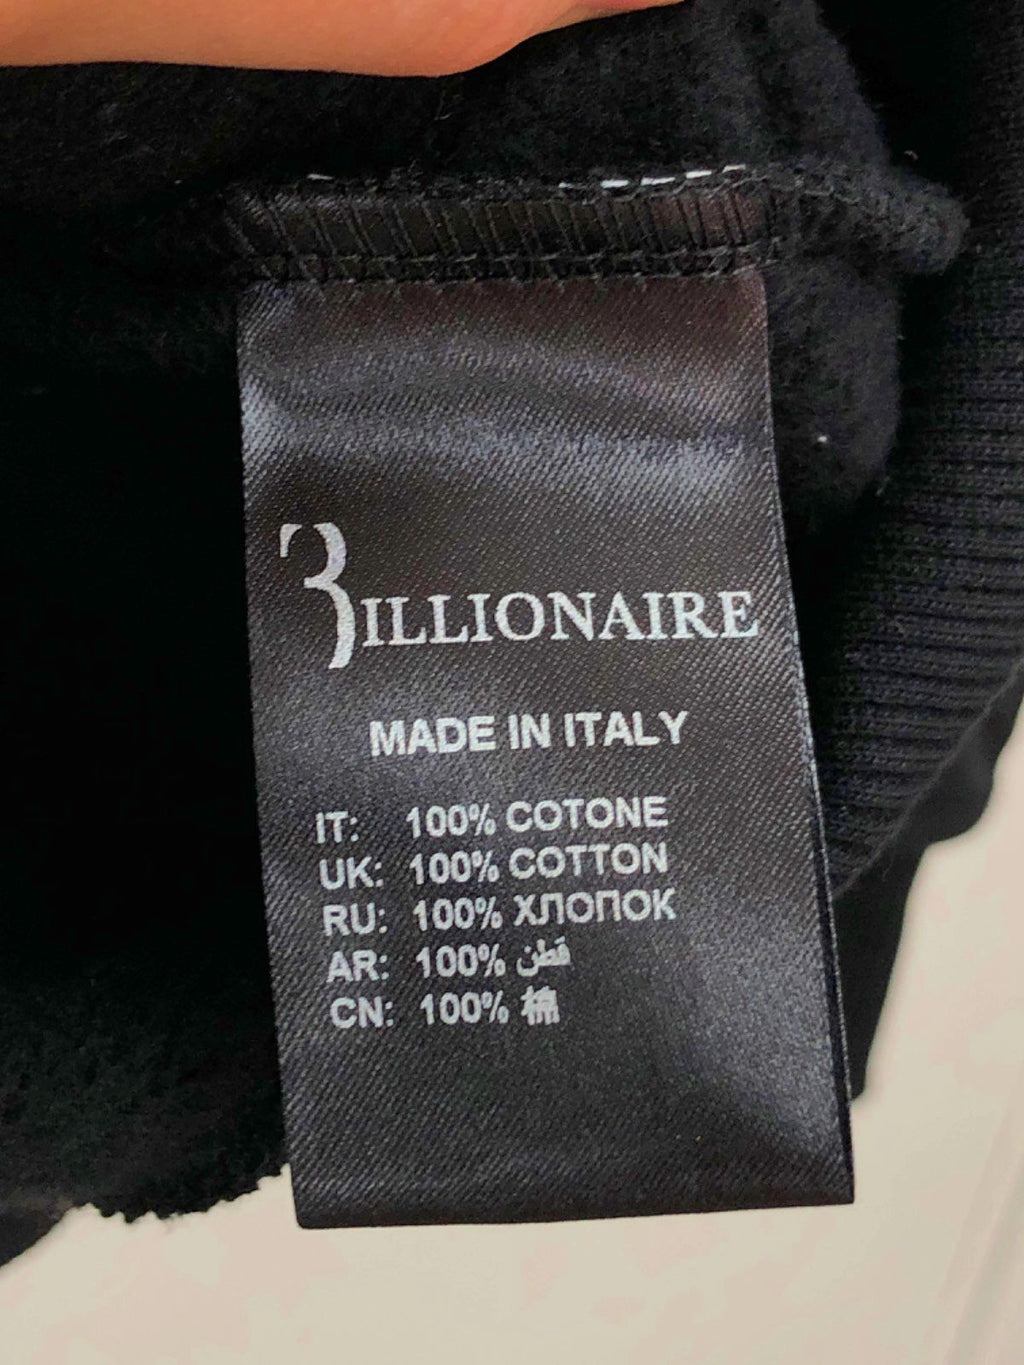 BILLIONAIRE
MADE IN ITALY
IT: 100% COTONE
UK: 100% COTTON
RU: 100% ХЛОПОК
AR: 100% قطن
CN: 100% 棉